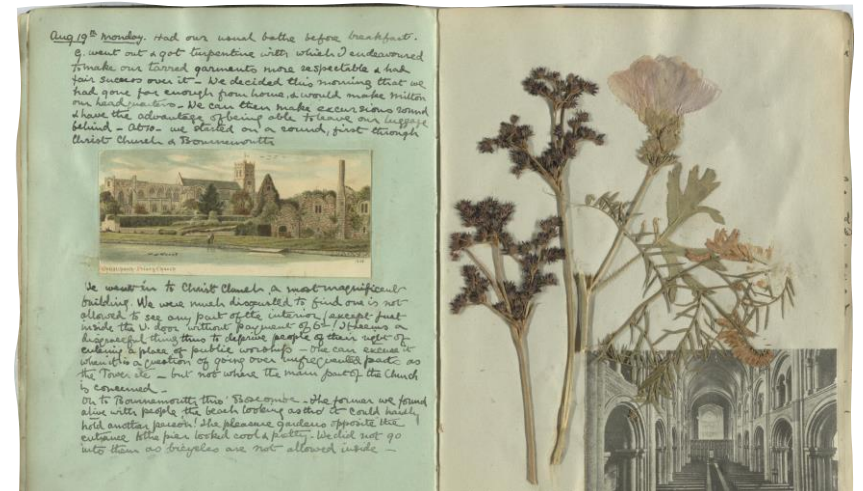 Aug 19th Monday. Had our usual bathe before breakfast.
G. went out & got turpentine with which I endeavoured
to make our tarred garments more respectable & had
fair success over it – We decided this morning that we
had gone far enough from home, & would make Milton
our headquarters – We can then make excursions round
& have the advantage of being able to leave our luggage
behind – At 10 – we started on a round, first through
Christ Church & Bournemouth
Christchurch Priory Church
We went in to Christ Church a most magnificent
building. We were much disgusted to find one is not
allowed to see any part of the interior (except just
inside the door without payment of 6d! It seems a
disgraceful thing thus to deprive people of their right of
entering a place of public worship – One can excuse it
when it is a question of going over unfrequented parts as
the Tower etc – but not where the main part of the Church
is concerned –
On to Bournemouth thro' Boscombe – The former we found
alive with people, the beach looking as tho' it could hardly
hold another person! The pleasure gardens opposite the
entrance to the pier looked cool & pretty – We did not go
into them as bicycles are not allowed inside –